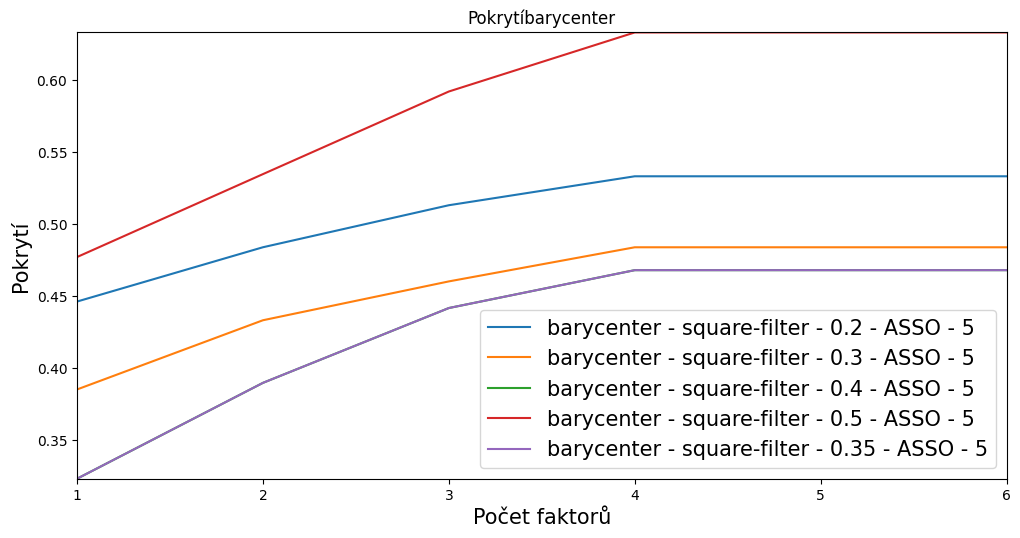 Pokrytíbarycenter
Pokrytí
0.60
0.55
0.50
0.45
0.40
0.35
barycenter - square-filter - 0.2 - ASSO - 5
barycenter - square-filter - 0.3 - ASSO - 5
barycenter - square-filter - 0.4 - ASSO - 5
barycenter - square-filter - 0.5 - ASSO - 5
barycenter - square-filter - 0.35 - ASSO - 5
1 2 3 4 5 6
Počet faktorů